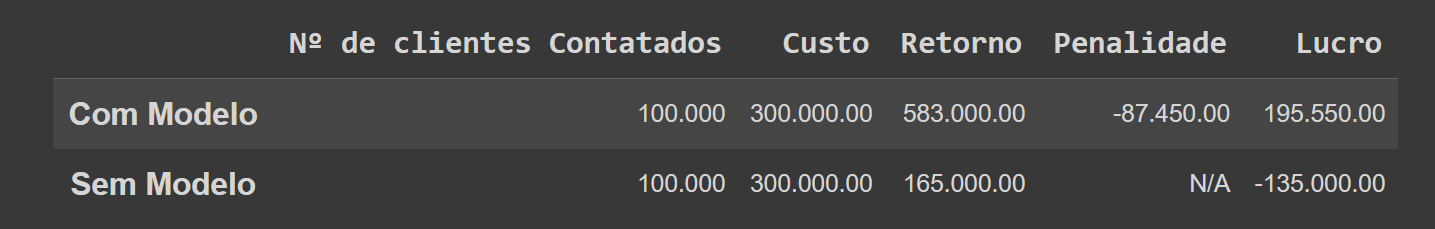 Nº de clientes Contatados Custo Retorno Penalidade Lucro
Com Modelo 100.000 300.000.00 583.000.00 -87.450.00 195.550.00
Sem Modelo 100.000 300.000.00 165.000.00 N/A -135.000.00